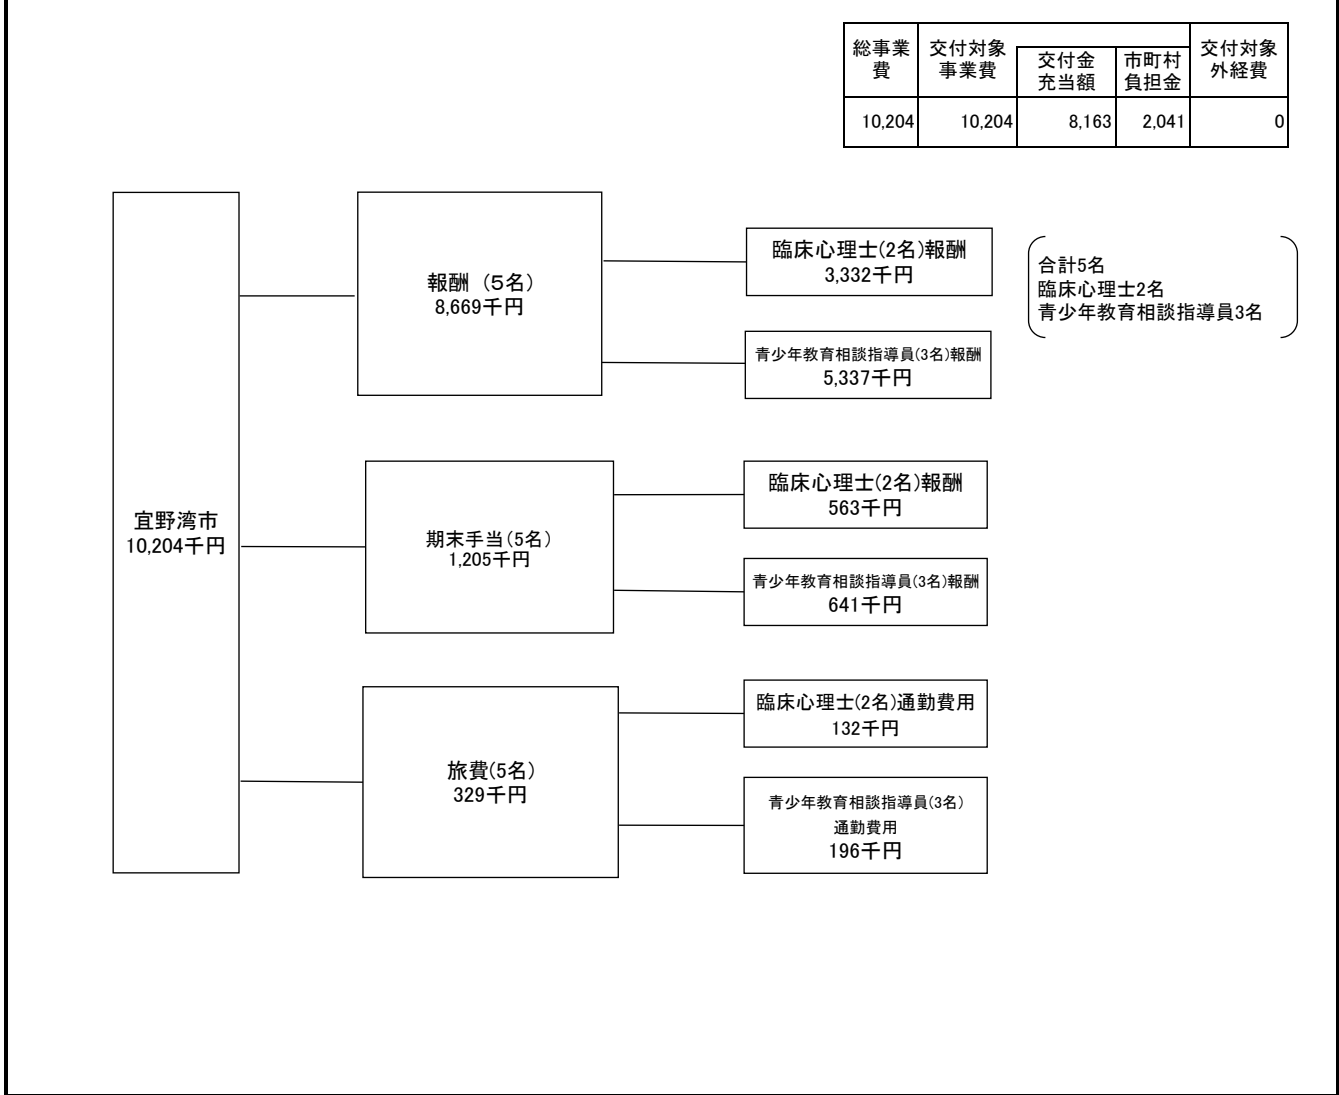 総事業
費
交付対象
事業費
交付金
充当額
市町村
負担金
交付対象
外経費
10,204
10,204
8,163
2,041
0
宜野湾市
10,204千円
報酬（５名）
8,669千円
臨床心理士(2名)報酬
3,332千円
青少年教育相談指導員(3名)報酬
5,337千円
合計5名
臨床心理士2名
青少年教育相談指導員3名
期末手当(5名)
1,205千円
臨床心理士(2名)報酬
563千円
青少年教育相談指導員(3名)報酬
641千円
旅費(5名)
329千円
臨床心理士(2名)通勤費用
132千円
青少年教育相談指導員(3名)
通勤費用
196千円